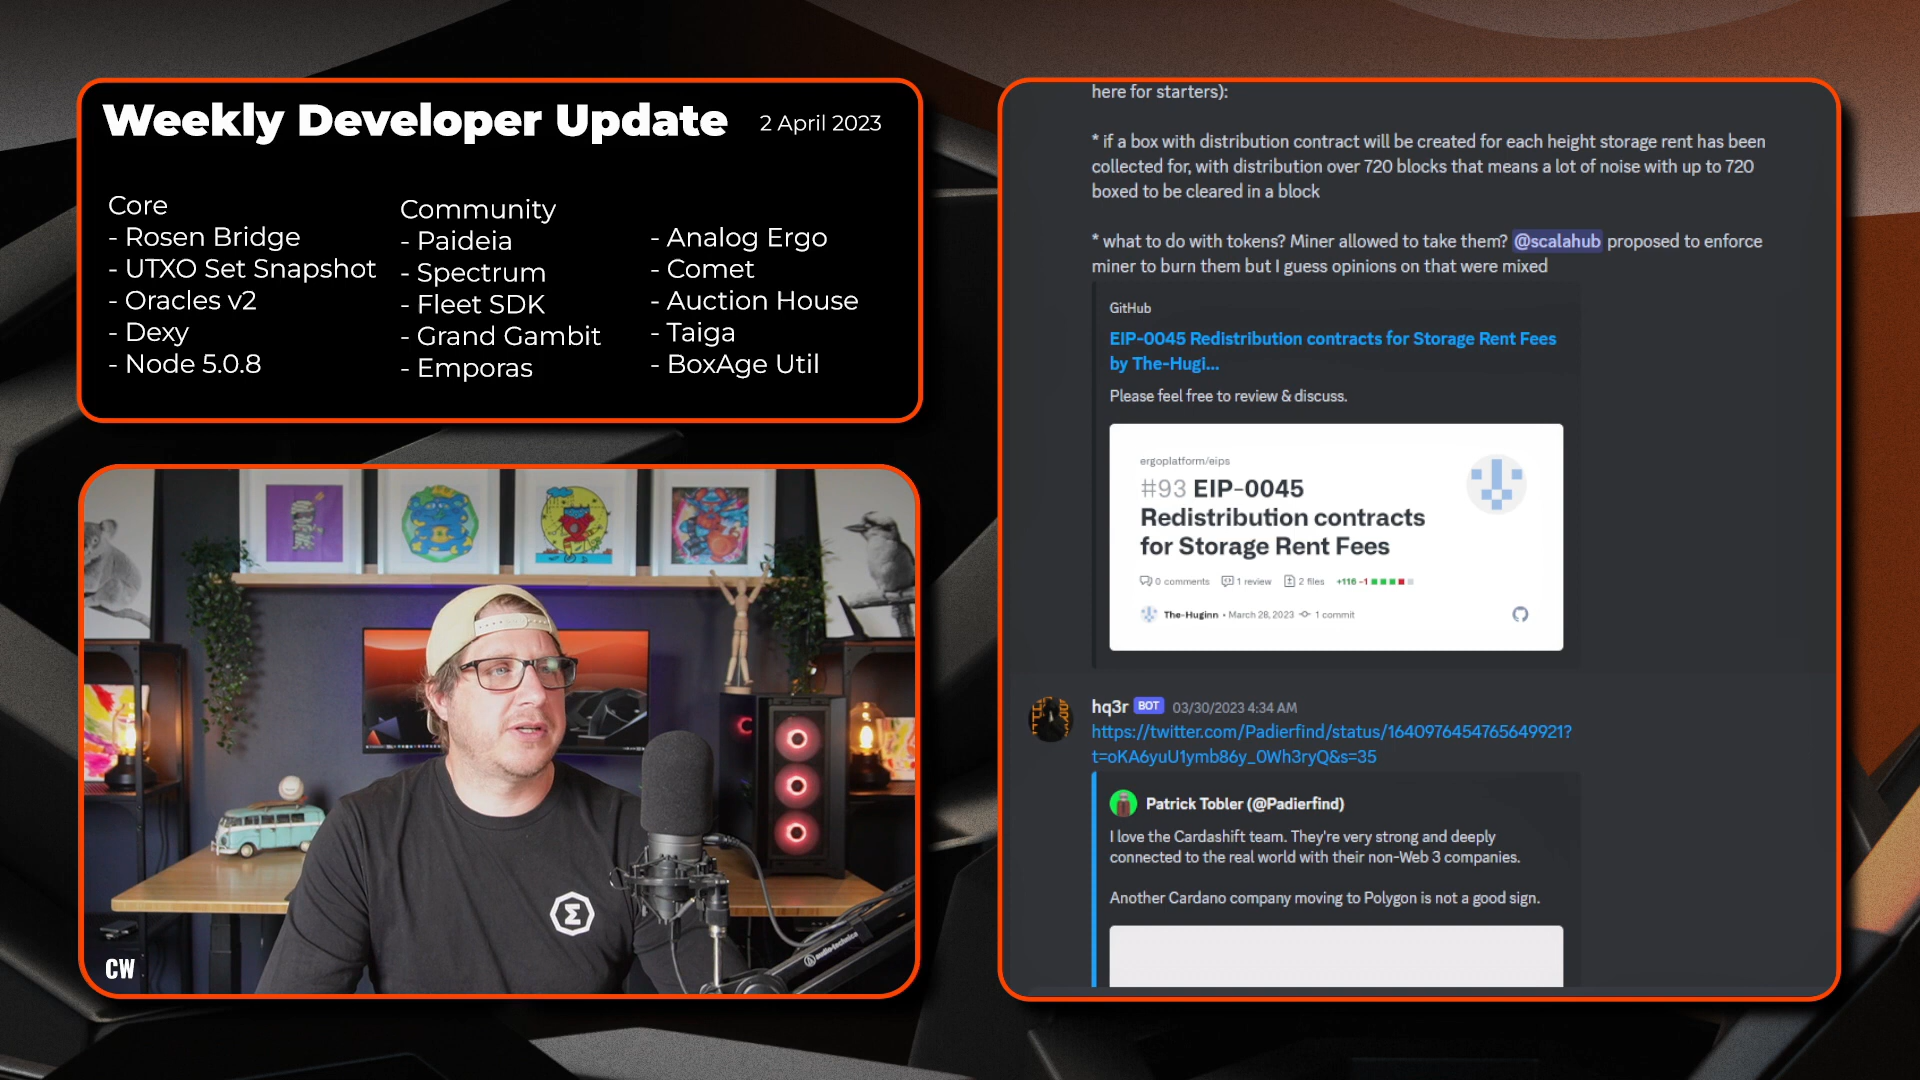 Weekly Developer Update
2 April 2023
Core
- Rosen Bridge
- UTXO Set Snapshot
- Oracles v2
- Dexy
- Node 5.0.8
Community
- Paideia
- Spectrum
- Fleet SDK
- Grand Gambit
- Emporas
- Analog Ergo
- Comet
- Auction House
- Taiga
- BoxAge Util
CW
audio-technica
here for starters):
* if a box with distribution contract will be created for each height storage rent has been
collected for, with distribution over 720 blocks that means a lot of noise with up to 720
boxed to be cleared in a block
* what to do with tokens? Miner allowed to take them? @scalahub proposed to enforce
miner to burn them but I guess opinions on that were mixed
GitHub
EIP-0045 Redistribution contracts for Storage Rent Fees
by The-Hugi...
Please feel free to review & discuss.
ergoplatform/eips
#93 EIP-0045
Redistribution contracts
for Storage Rent Fees
0 comments 1 review 2 files +116 -1
The-Huginn • March 28, 2023 1 commit
hq3r BOT 03/30/2023 4:34 AM
https://twitter.com/Padierfind/status/1640976454765649921?
t=oKA6yuU1ymb86y_0Wh3ryQ&s=35
Patrick Tobler (@Padierfind)
I love the Cardashift team. They're very strong and deeply
connected to the real world with their non-Web 3 companies.
Another Cardano company moving to Polygon is not a good sign.